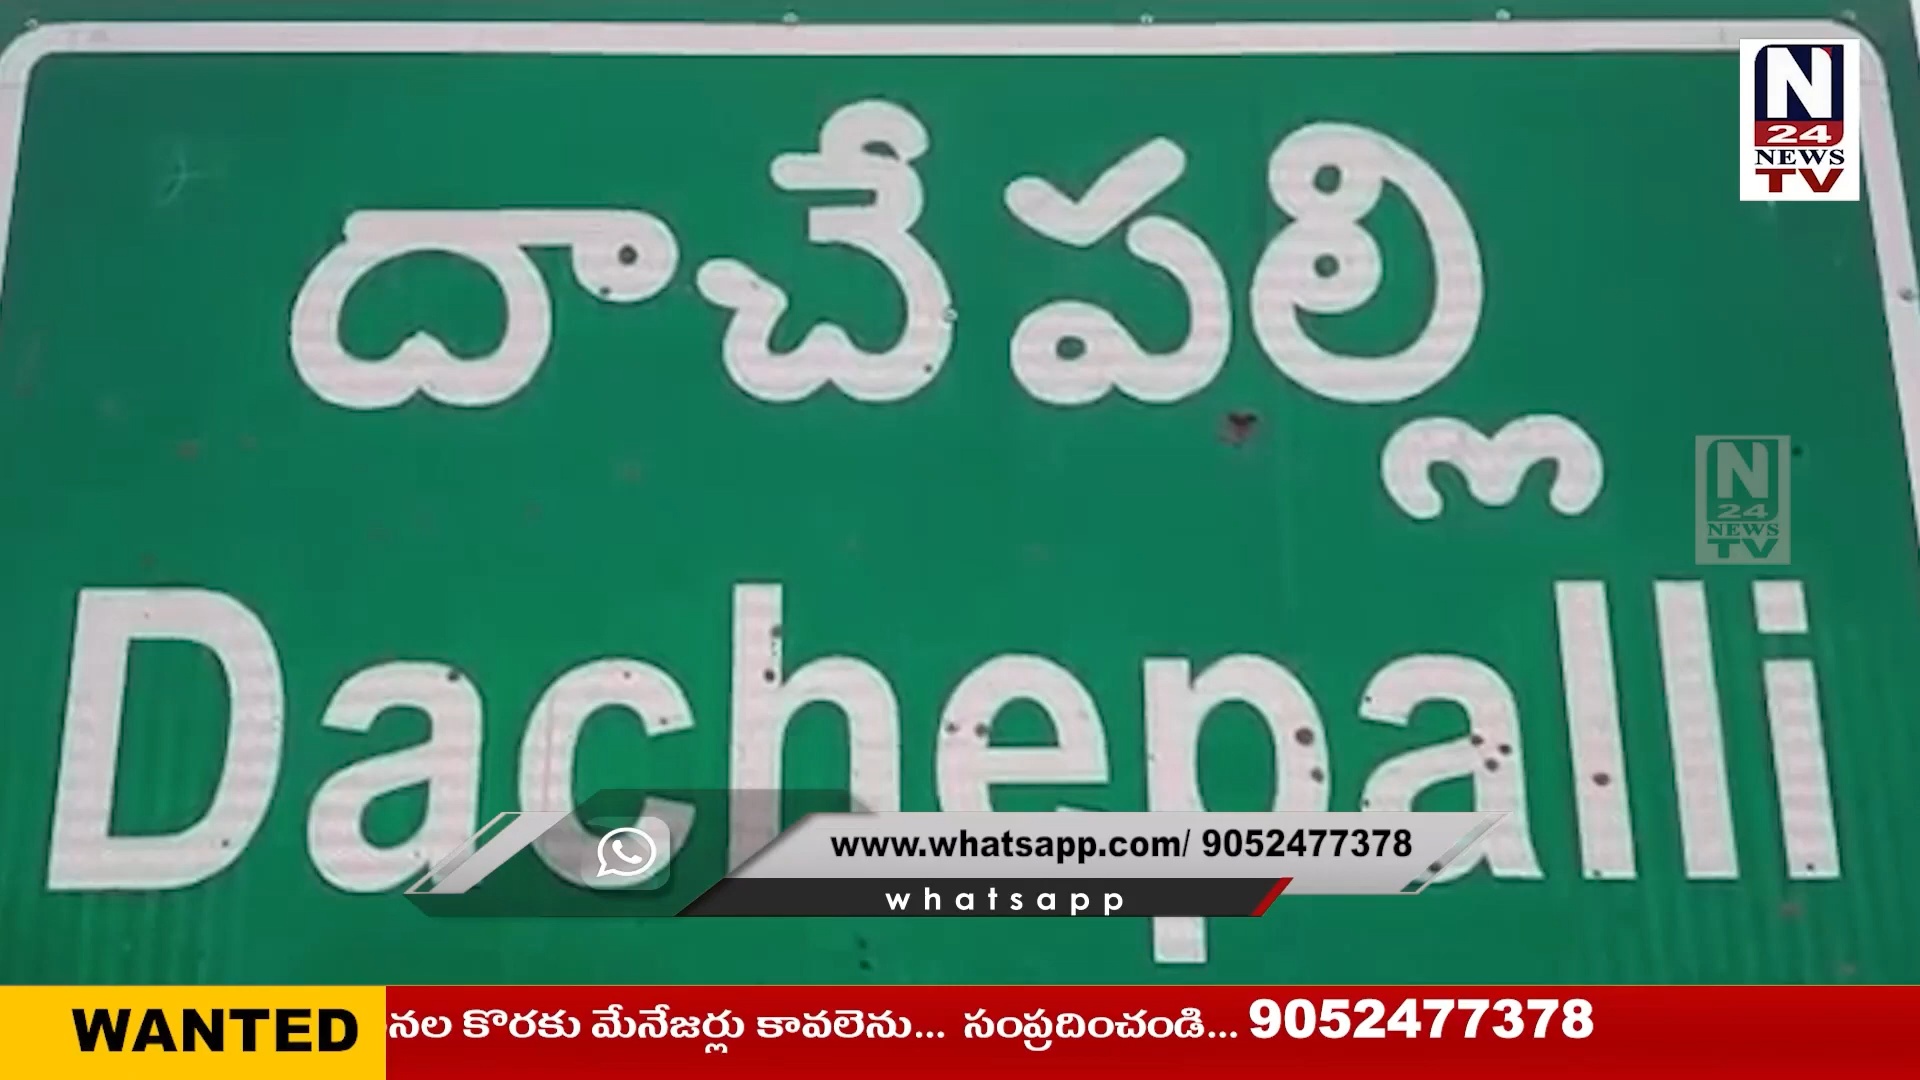 N
24
NEWS
TV
దాచేపల్లి
N
24
NEWS
TV
Dachepalli
www.whatsapp.com/ 9052477378
whatsapp
WANTED
నల కొరకు మేనేజర్లు కావలెను... సంప్రదించండి... 9052477378